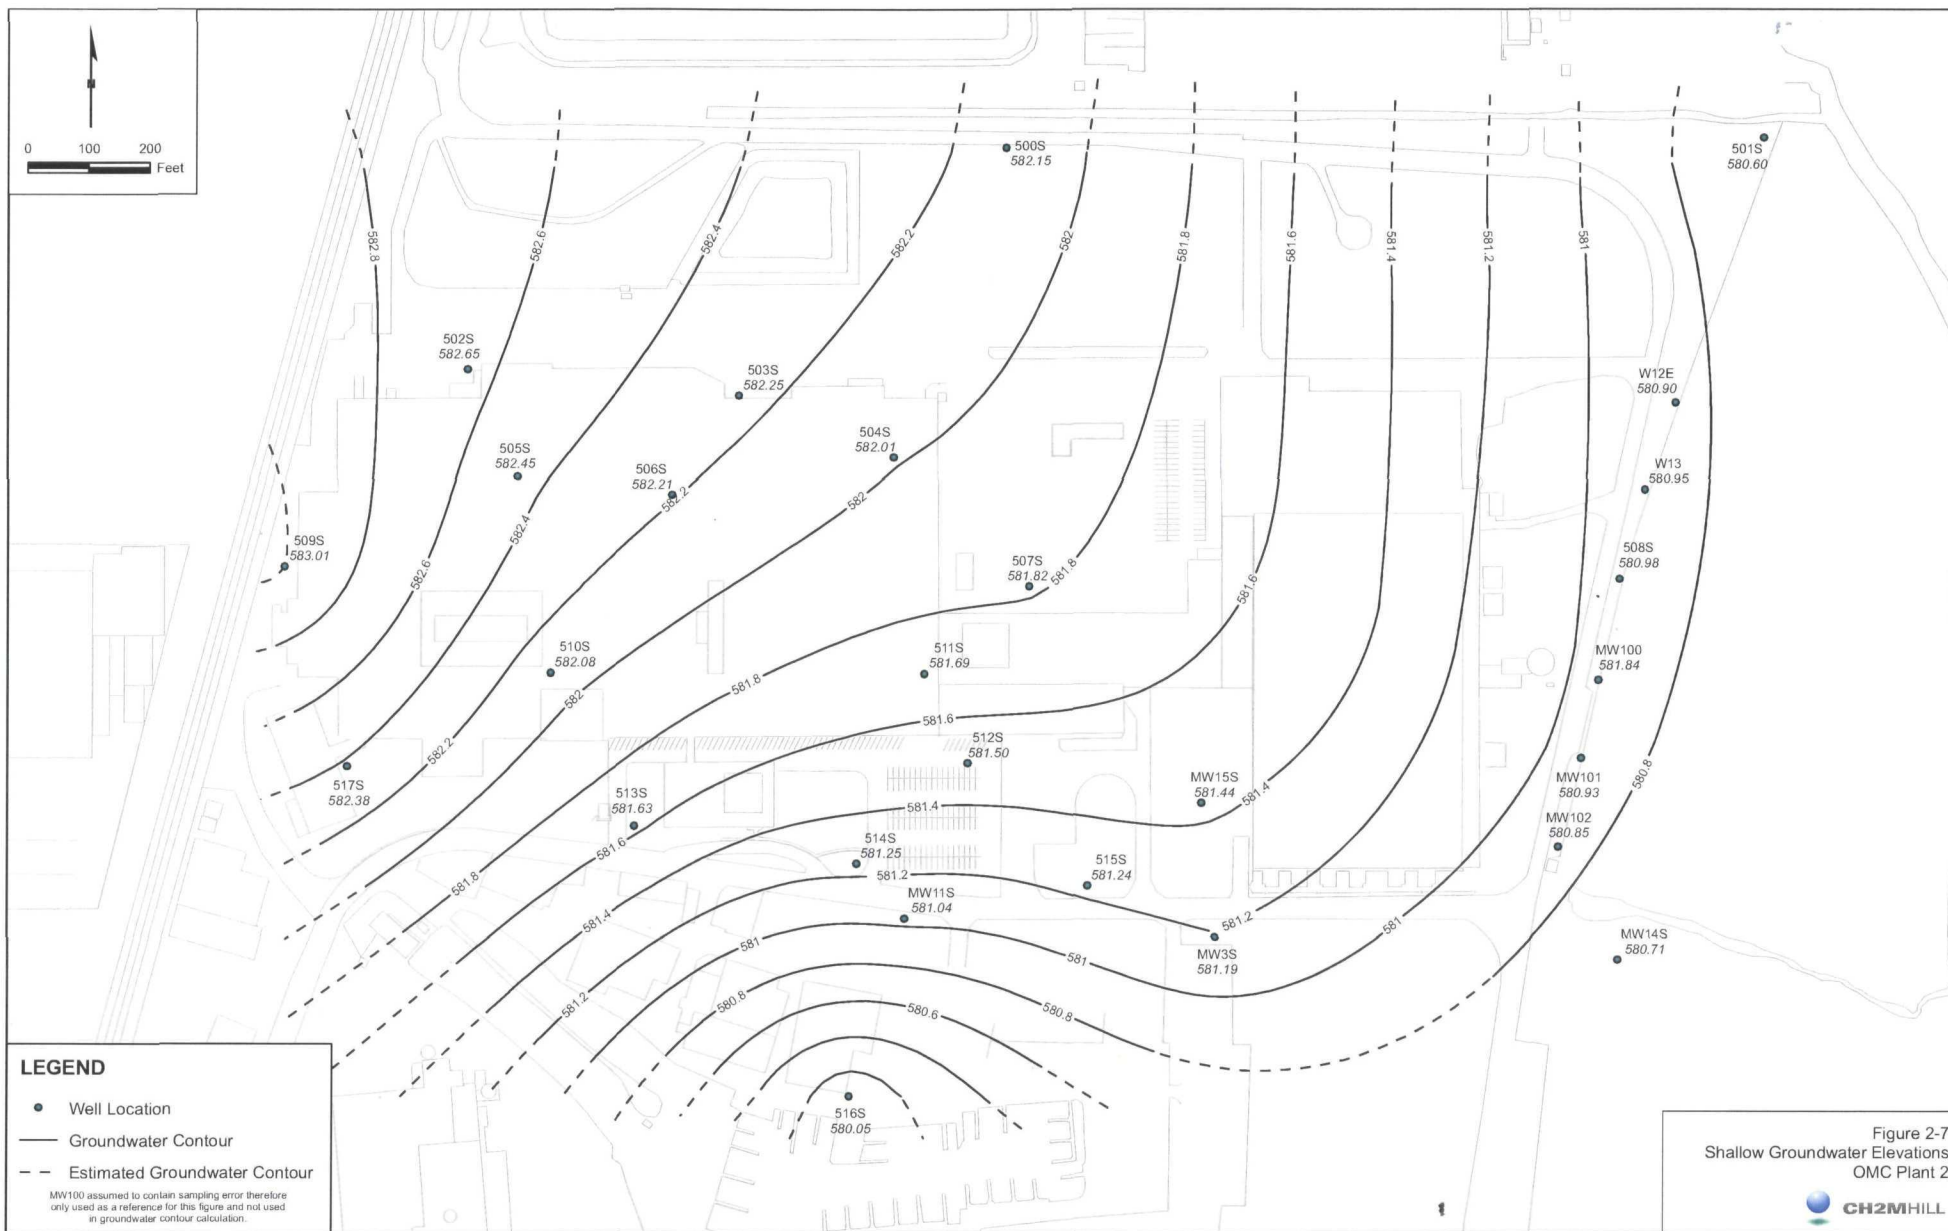 0 100 200
Feet
500S
582.15
501S
580.60
582.8
582.6
582.4
582.2
582
581.8
581.6
581.4
581.2
581
502S
582.65
503S
582.25
W12E
580.90
504S
582.01
505S
582.45
506S
582.21
582.2
582
W13
580.95
582.4
509S
583.01
507S
581.82
581.8
508S
580.98
582.6
581.6
510S
582.08
511S
581.69
MW100
581.84
581.8
582
581.6
582.2
512S
581.50
517S
582.38
MW15S
581.44
581.4
MW101
580.93
580.8
513S
581.63
581.4
MW102
580.85
514S
581.25
581.6
581.2
515S
581.24
581.8
MW11S
581.04
581.4
581.2
581
MW3S
581.19
MW14S
580.71
581
581
581.2
580.8
580.6
580.8
516S
580.05
LEGEND
Well Location
Groundwater Contour
Estimated Groundwater Contour
MW100 assumed to contain sampling error therefore
only used as a reference for this figure and not used
in groundwater contour calculation.
Figure 2-7
Shallow Groundwater Elevations
OMC Plant 2
CH2MHILL